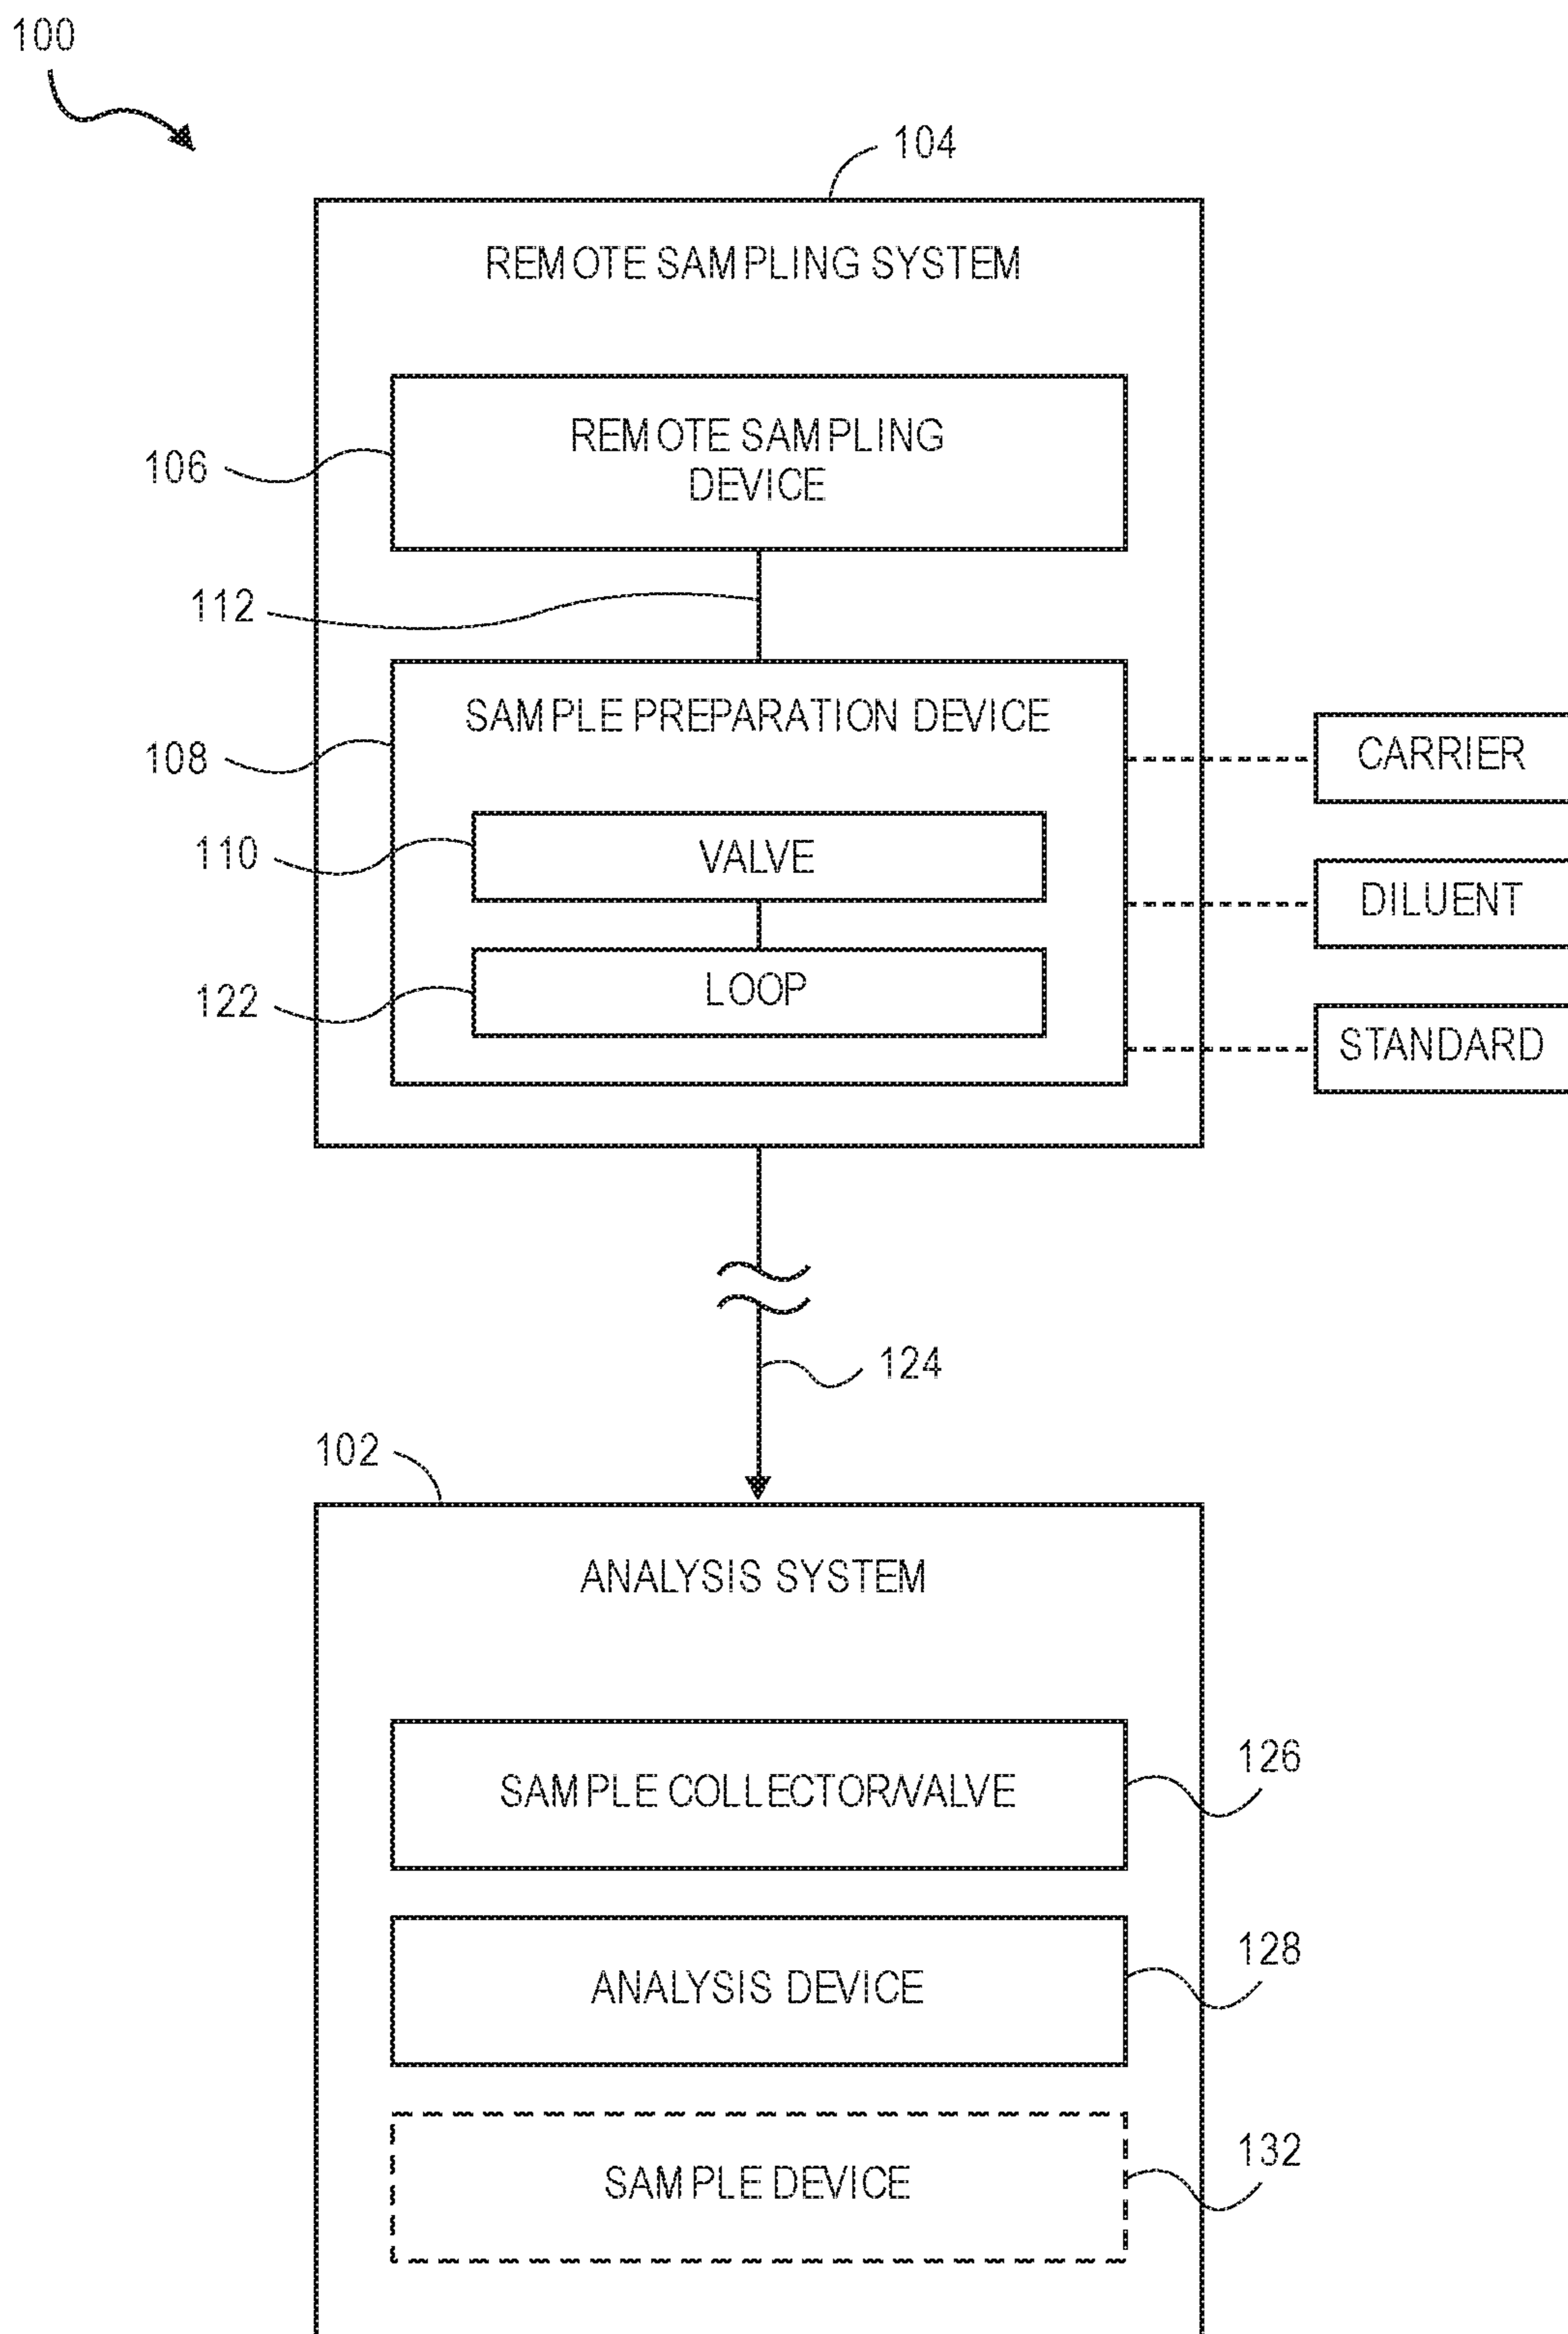 100
104
REMOTE SAMPLING SYSTEM
REMOTE SAMPLING
DEVICE
106
112
SAMPLE PREPARATION DEVICE
108
CARRIER
VALVE
110
DILUENT
LOOP
122
STANDARD
124
102
ANALYSIS SYSTEM
126
SAMPLE COLLECTOR/VALVE
128
ANALYSIS DEVICE
132
SAMPLE DEVICE